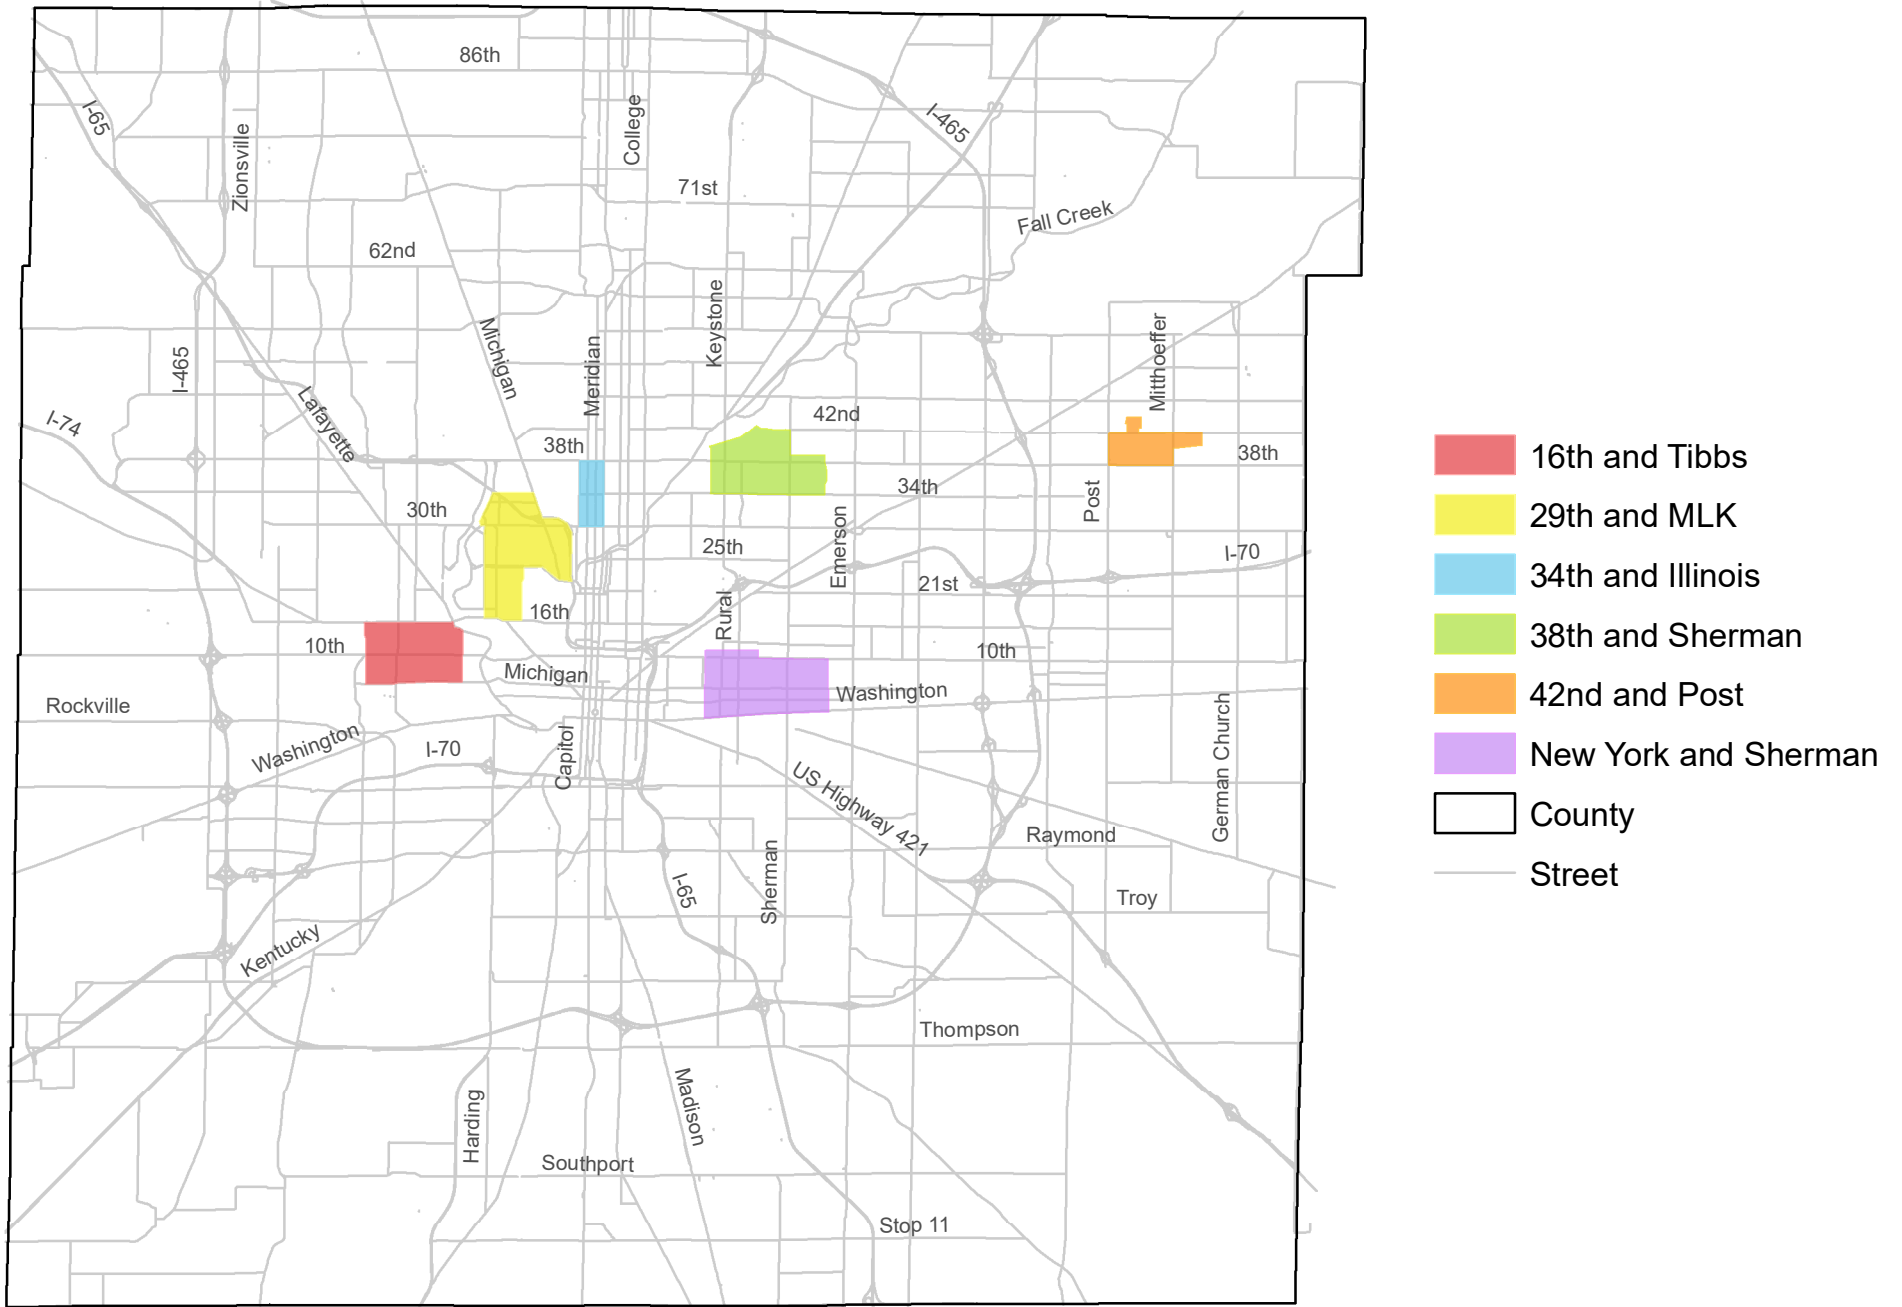 86th
I-65
College
I-465
Zionsville
71st
Fall Creek
62nd
Keystone
Michigan
Mitthoeffer
Meridian
I-465
Lafayette
42nd
I-74
38th
38th
34th
Post
30th
Emerson
25th
I-70
21st
Rural
16th
10th
10th
Michigan
Washington
Rockville
German Church
Washington
I-70
Capitol
US Highway 421
Raymond
Sherman
I-65
Troy
Kentucky
Thompson
Madison
Harding
Southport
Stop 11
16th and Tibbs
29th and MLK
34th and Illinois
38th and Sherman
42nd and Post
New York and Sherman
County
Street